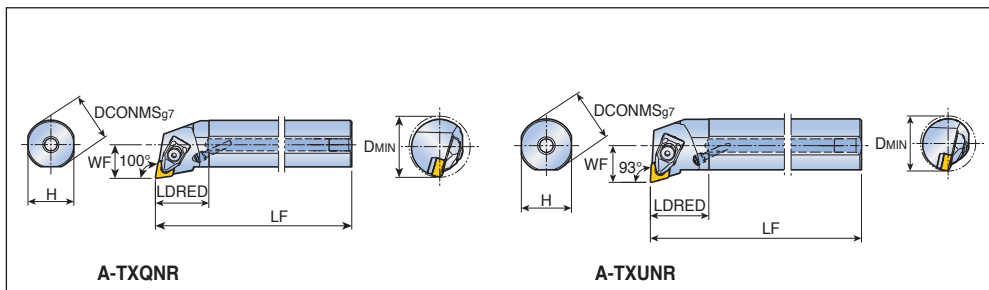 DCONMSg7
WF
100°
H
LDRED
LF
DMIN
A-TXQNR
DCONMSg7
WF
93°
H
LDRED
LF
DMIN
A-TXUNR